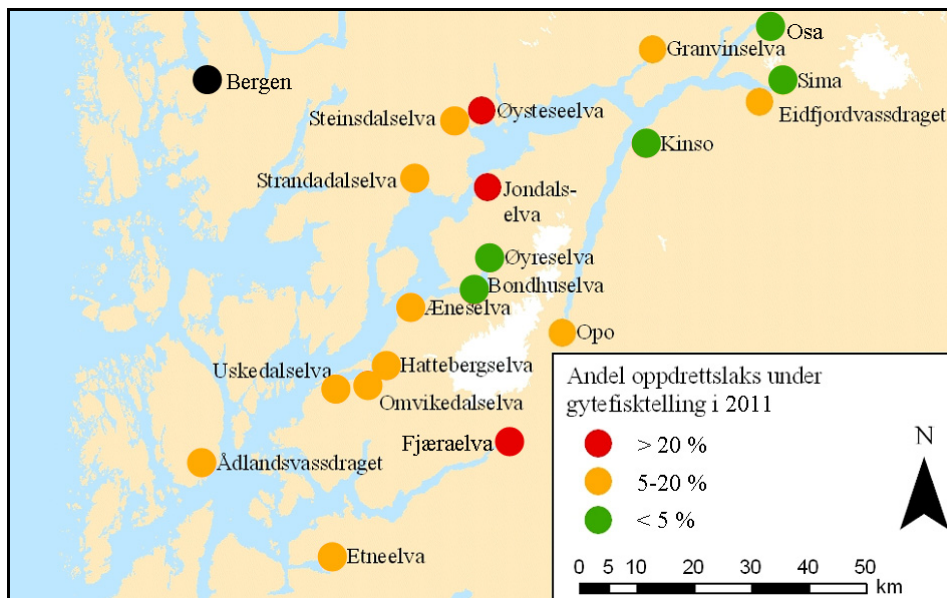 Osa
Granvinselva
Bergen
Sima
Øysteseelva
Steinsdalselva
Eidfjordvassdraget
Kinso
Strandadalselva
Jondals-
elva
Øyreselva
Bondhuselva
Æneselva
Opo
Hattebergselva
Uskedalselva
Omvikedalselva
Fjæraelva
Ådlandsvassdraget
Etneelva
Andel oppdrettslaks under
gytefisktelling i 2011
> 20 %
5-20 %
< 5 %
N
0 5 10 20 30 40 50
km